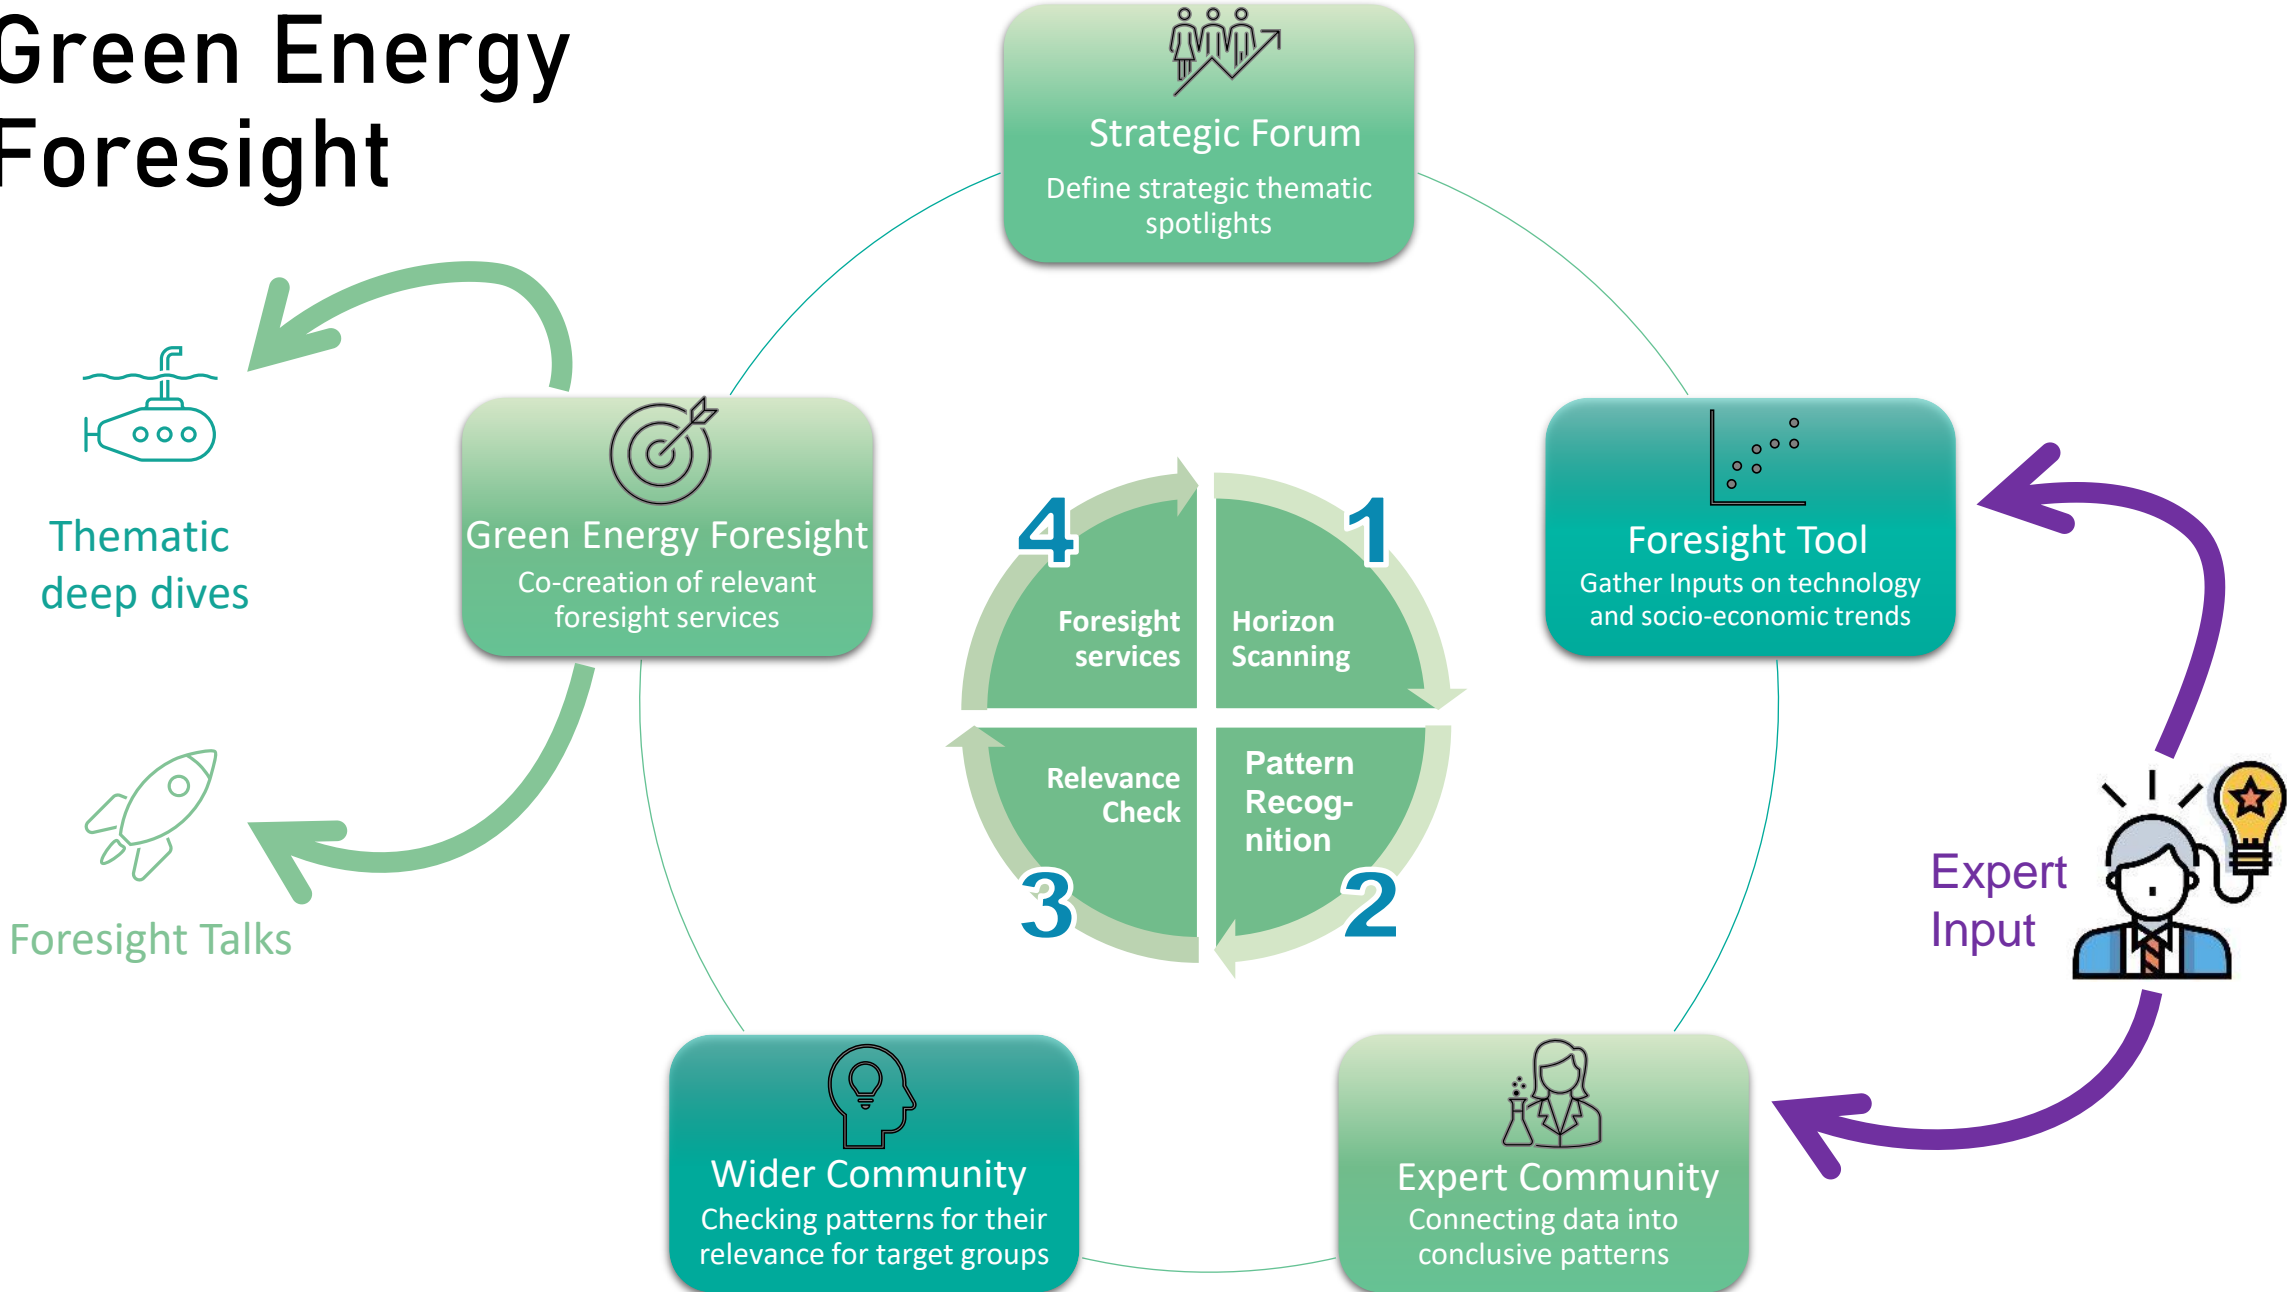 Green Energy
Foresight
Strategic Forum
Define strategic thematic
spotlights
Foresight Tool
Gather Inputs on technology
and socio-economic trends
Expert
Input
Expert Community
Connecting data into
conclusive patterns
Wider Community
Checking patterns for their
relevance for target groups
Green Energy Foresight
Co-creation of relevant
foresight services
Thematic
deep dives
Foresight Talks
1
Horizon
Scanning
2
Pattern
Recog-
nition
3
Relevance
Check
4
Foresight
services